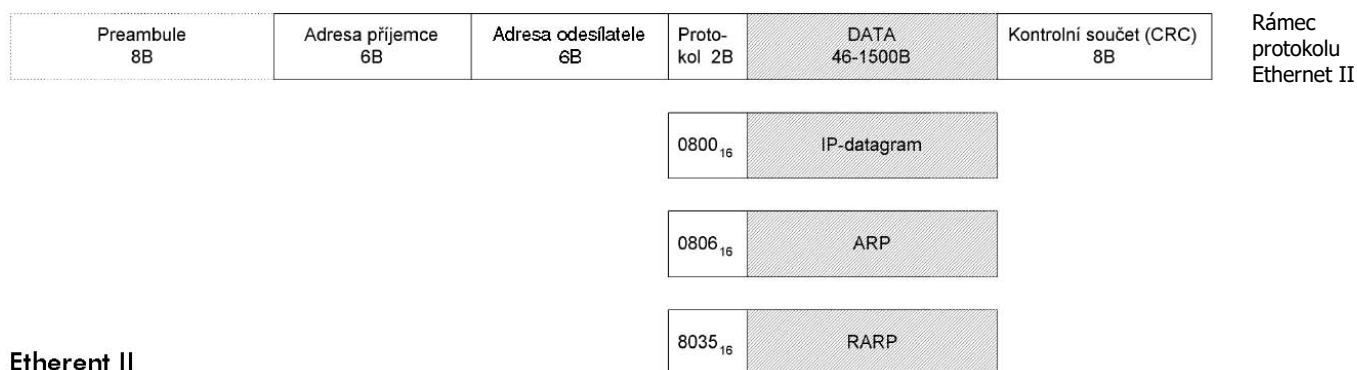 Preambule
8B
Adresa příjemce
6B
Adresa odesílatele
6B
Proto-
kol 2B
DATA
46-1500B
Kontrolní součet (CRC)
8B
Rámec
protokolu
Ethernet II
0800₁₆
IP-datagram
0806₁₆
ARP
8035₁₆
RARP
Etherent II